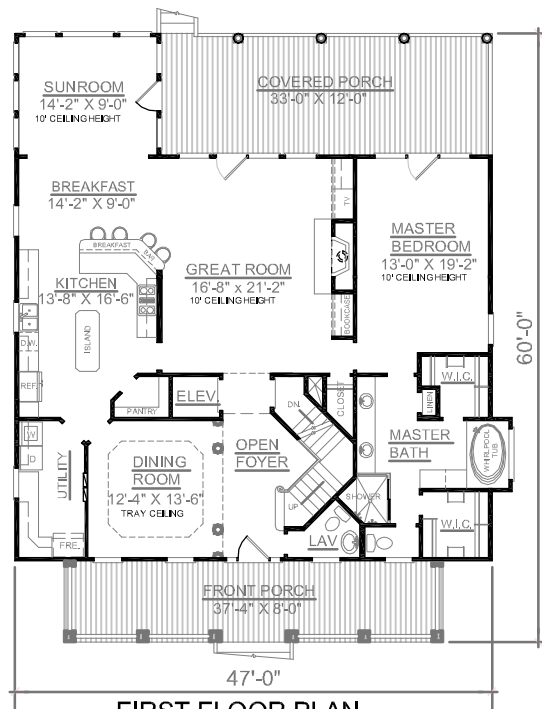 SUNROOM
14'-2" X 9'-0"
10' CEILING HEIGHT
COVERED PORCH
33'-0" X 12'-0"
BREAKFAST
14'-2" X 9'-0"
TV
MASTER
BEDROOM
13'-0" X 19'-2"
10' CEILING HEIGHT
BREAKFAST
BAR
GREAT ROOM
16'-8" x 21'-2"
10' CEILING HEIGHT
KITCHEN
13'-8" X 16'-6"
ISLAND
BOOKCASE
D.W.
REF.
60'-0"
W.I.C.
LINEN
PANTRY
ELEV.
CLOSET
DN.
W
D
UTILITY
DINING
ROOM
12'-4" X 13'-6"
TRAY CEILING
OPEN
FOYER
MASTER
BATH
WHIRLPOOL
TUB
SHOWER
UP
W.I.C.
FRE.
LAV
FRONT PORCH
37'-4" X 8'-0"
47'-0"
FIRST FLOOR PLAN